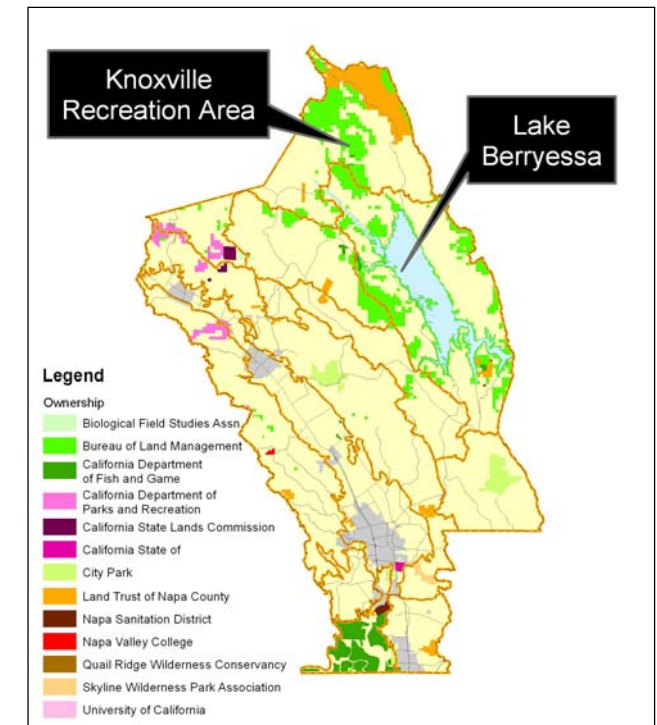 Knoxville
Recreation Area
Lake
Berryessa
Legend
Ownership
Biological Field Studies Assn.
Bureau of Land Management
California Department
of Fish and Game
California Department of
Parks and Recreation
California State Lands Commission
California State of
City Park
Land Trust of Napa County
Napa Sanitation District
Napa Valley College
Quail Ridge Wilderness Conservancy
Skyline Wilderness Park Association
University of California